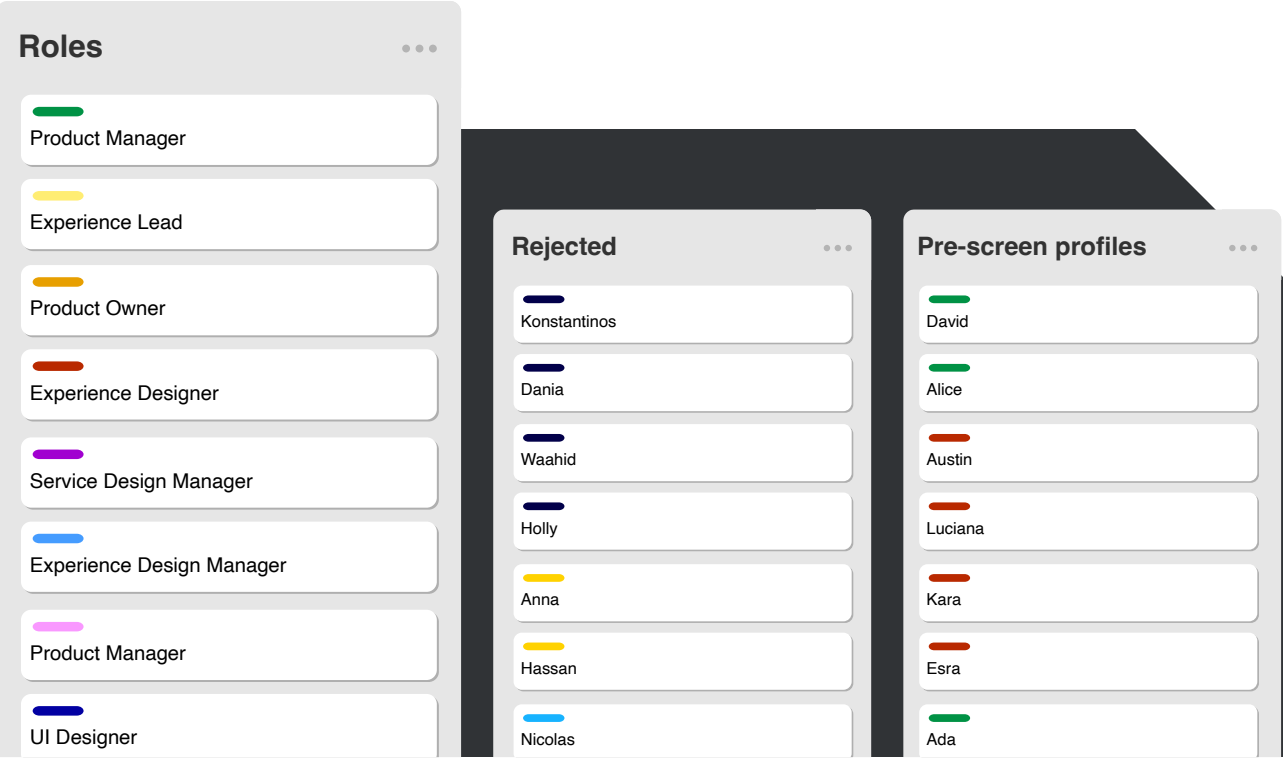 Roles
Product Manager
Experience Lead
Product Owner
Experience Designer
Service Design Manager
Experience Design Manager
Product Manager
UI Designer
Rejected
Konstantinos
Dania
Waahid
Holly
Anna
Hassan
Nicolas
Pre-screen profiles
David
Alice
Austin
Luciana
Kara
Esra
Ada